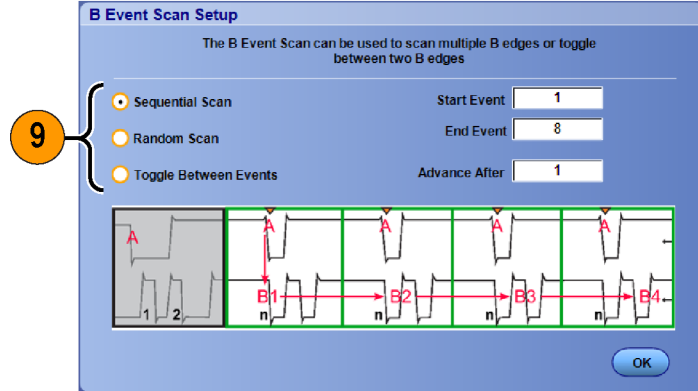 B Event Scan Setup
The B Event Scan can be used to scan multiple B edges or toggle
between two B edges
9
Sequential Scan
Random Scan
Toggle Between Events
Start Event 1
End Event 8
Advance After 1
A A A A A
B1 B2 B3 B4
1 2 n n n n
OK